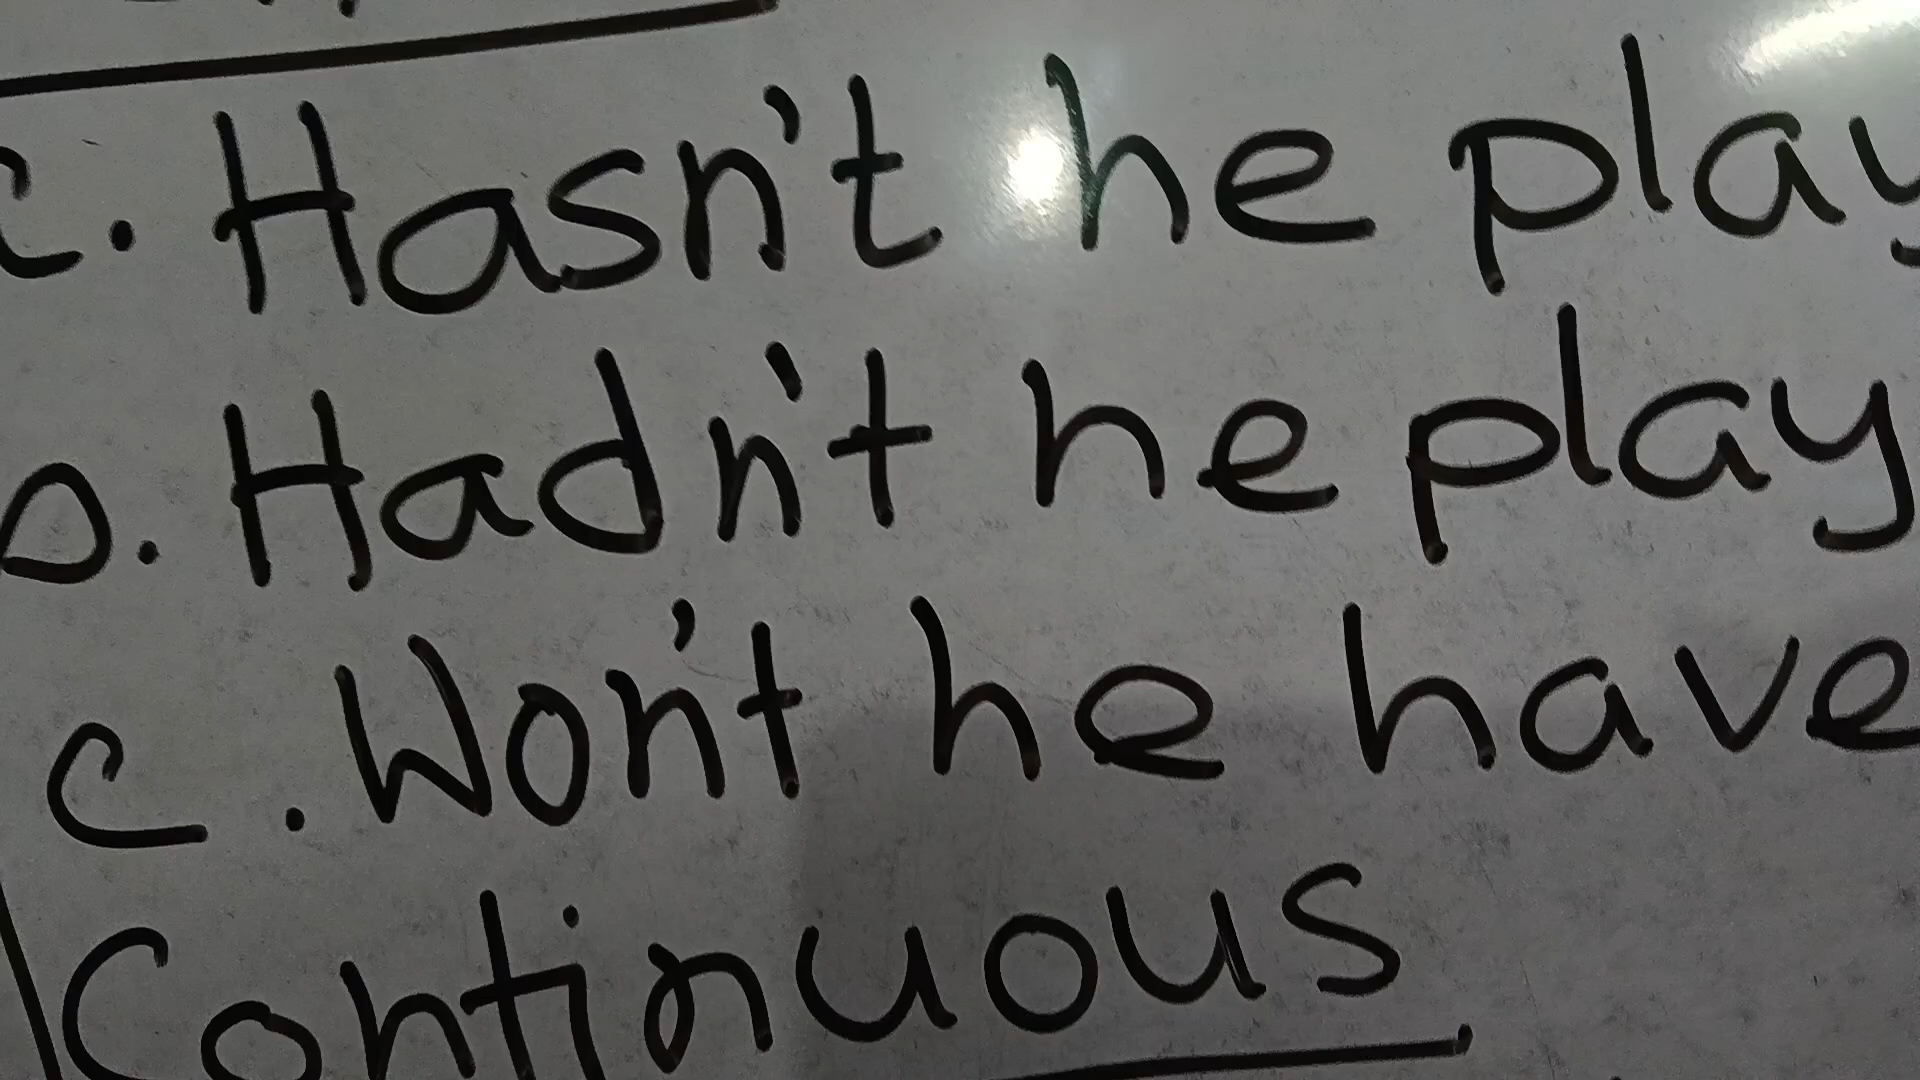 c. Hasn't he play
D. Hadn't he play
C. Won't he have
Continuous